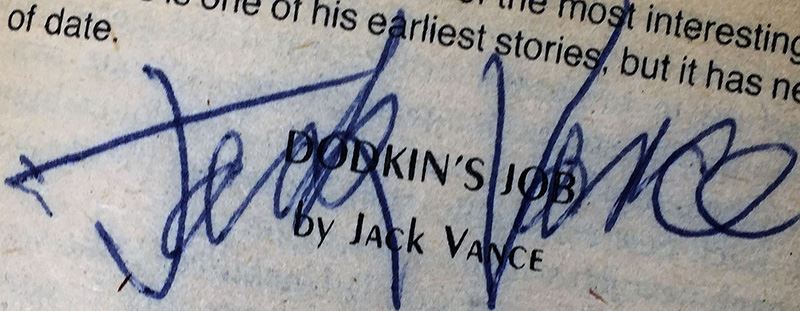 is one of his earliest stories, but it has ne
of the most interesting
of date.
DODKIN'S JOB
by JACK VANCE
Jack Vance